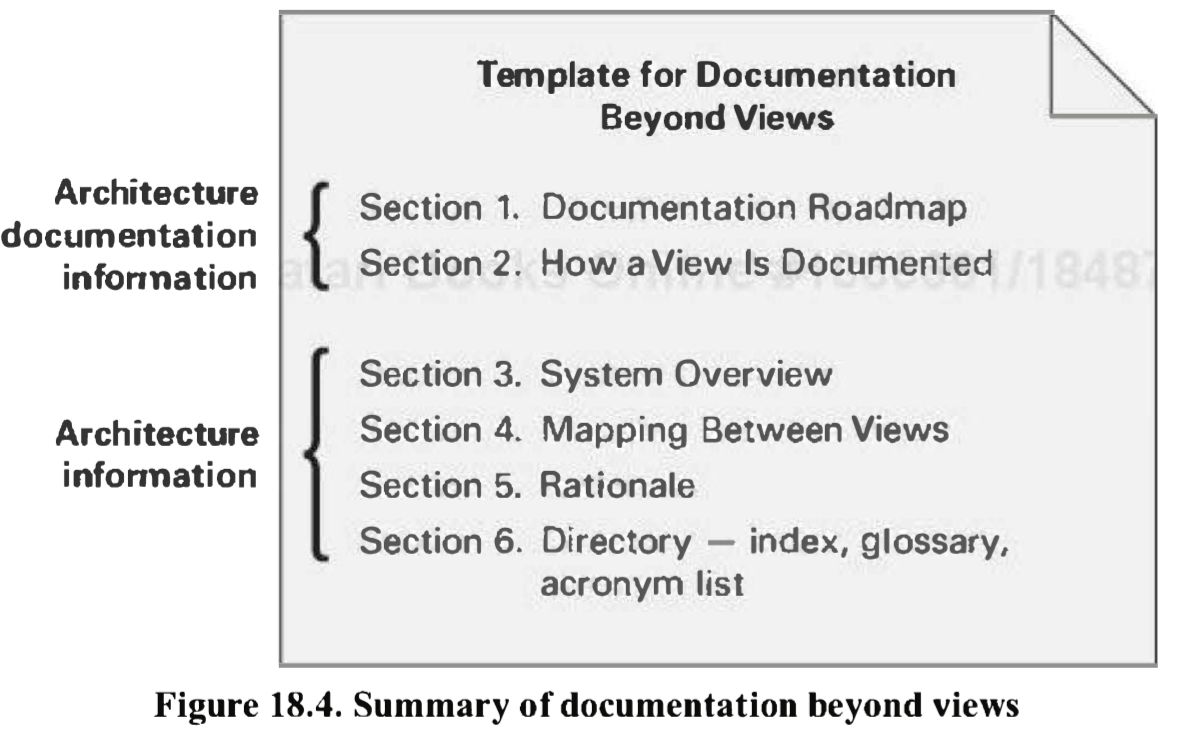 Template for Documentation
Beyond Views
Architecture
documentation
information
Section 1. Documentation Roadmap
Section 2. How a View Is Documented
Architecture
information
Section 3. System Overview
Section 4. Mapping Between Views
Section 5. Rationale
Section 6. Directory — index, glossary,
acronym list
Figure 18.4. Summary of documentation beyond views